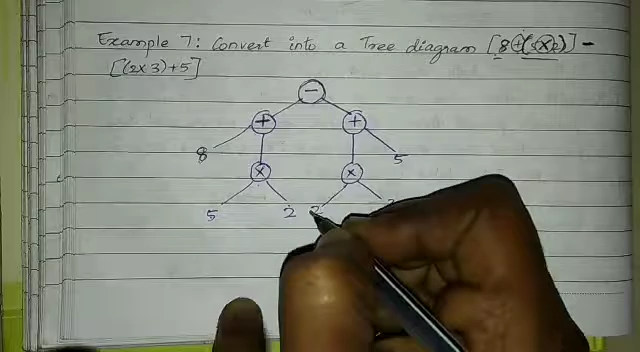 Example 7: Convert into a Tree diagram [8+(5×2)] -
[(2×3)+5]
-
+ +
8 5
× ×
5 2 2